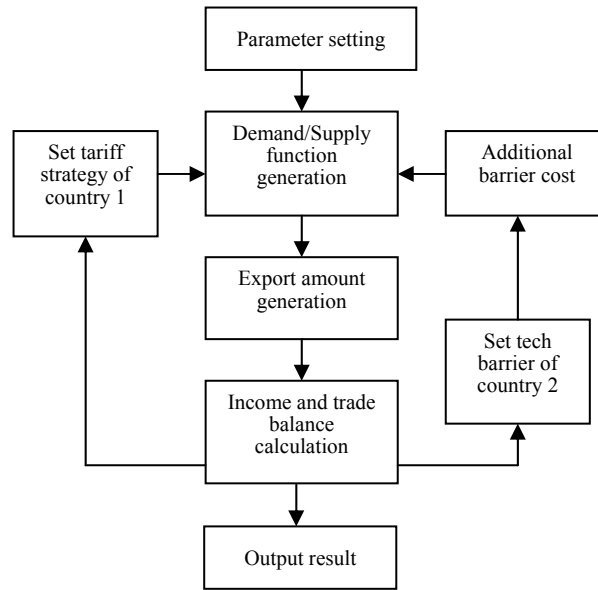 Parameter setting
Demand/Supply
function
generation
Set tariff
strategy of
country 1
Additional
barrier cost
Export amount
generation
Set tech
barrier of
country 2
Income and trade
balance
calculation
Output result